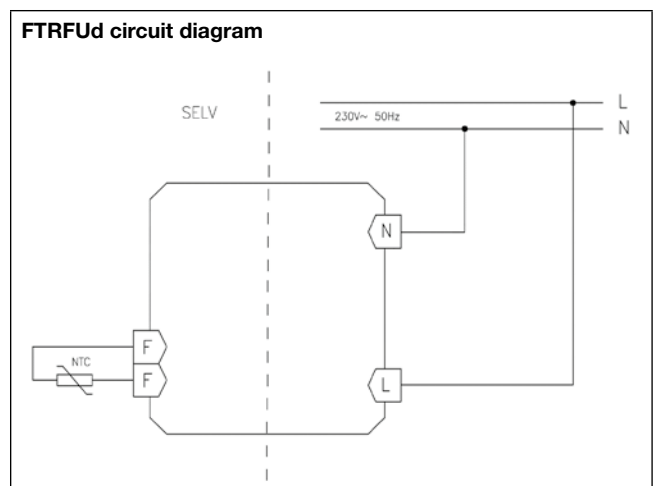 FTRFUd circuit diagram
SELV
230V~ 50Hz
L
N
N
F
NTC
F
L